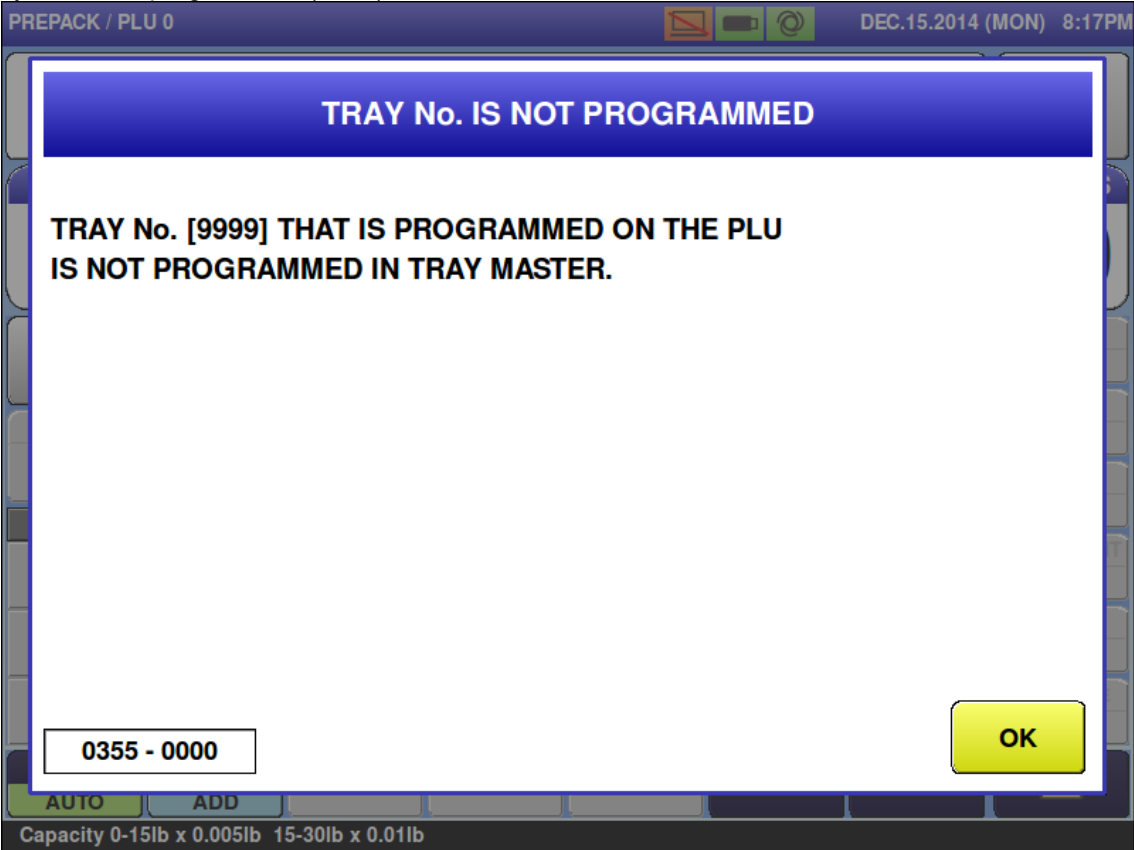 PREPACK / PLU 0
DEC.15.2014 (MON) 8:17PM
TRAY No. IS NOT PROGRAMMED
TRAY No. [9999] THAT IS PROGRAMMED ON THE PLU
IS NOT PROGRAMMED IN TRAY MASTER.
OK
0355 - 0000
AUTO
ADD
Capacity 0-15lb x 0.005lb 15-30lb x 0.01lb